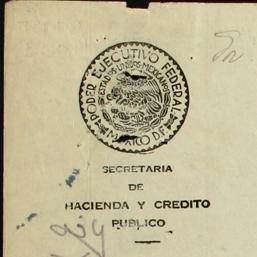 PODER EJECUTIVO FEDERAL
ESTADOS UNIDOS MEXICANOS
MEXICO D.F.
SECRETARIA
DE
HACIENDA Y CREDITO
PUBLICO